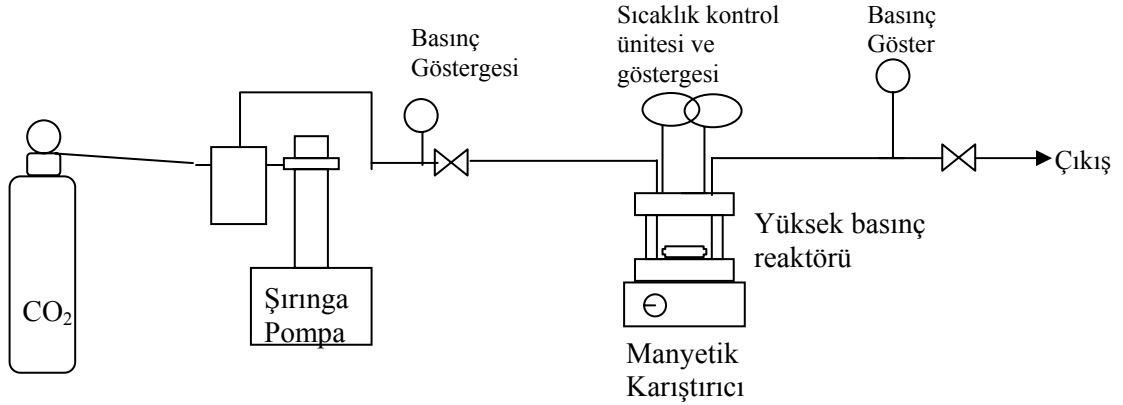 Basınç
Göstergesi
Sıcaklık kontrol
ünitesi ve
göstergesi
Basınç
Göster
Çıkış
Yüksek basınç
reaktörü
CO₂
Şırınga
Pompa
Manyetik
Karıştırıcı